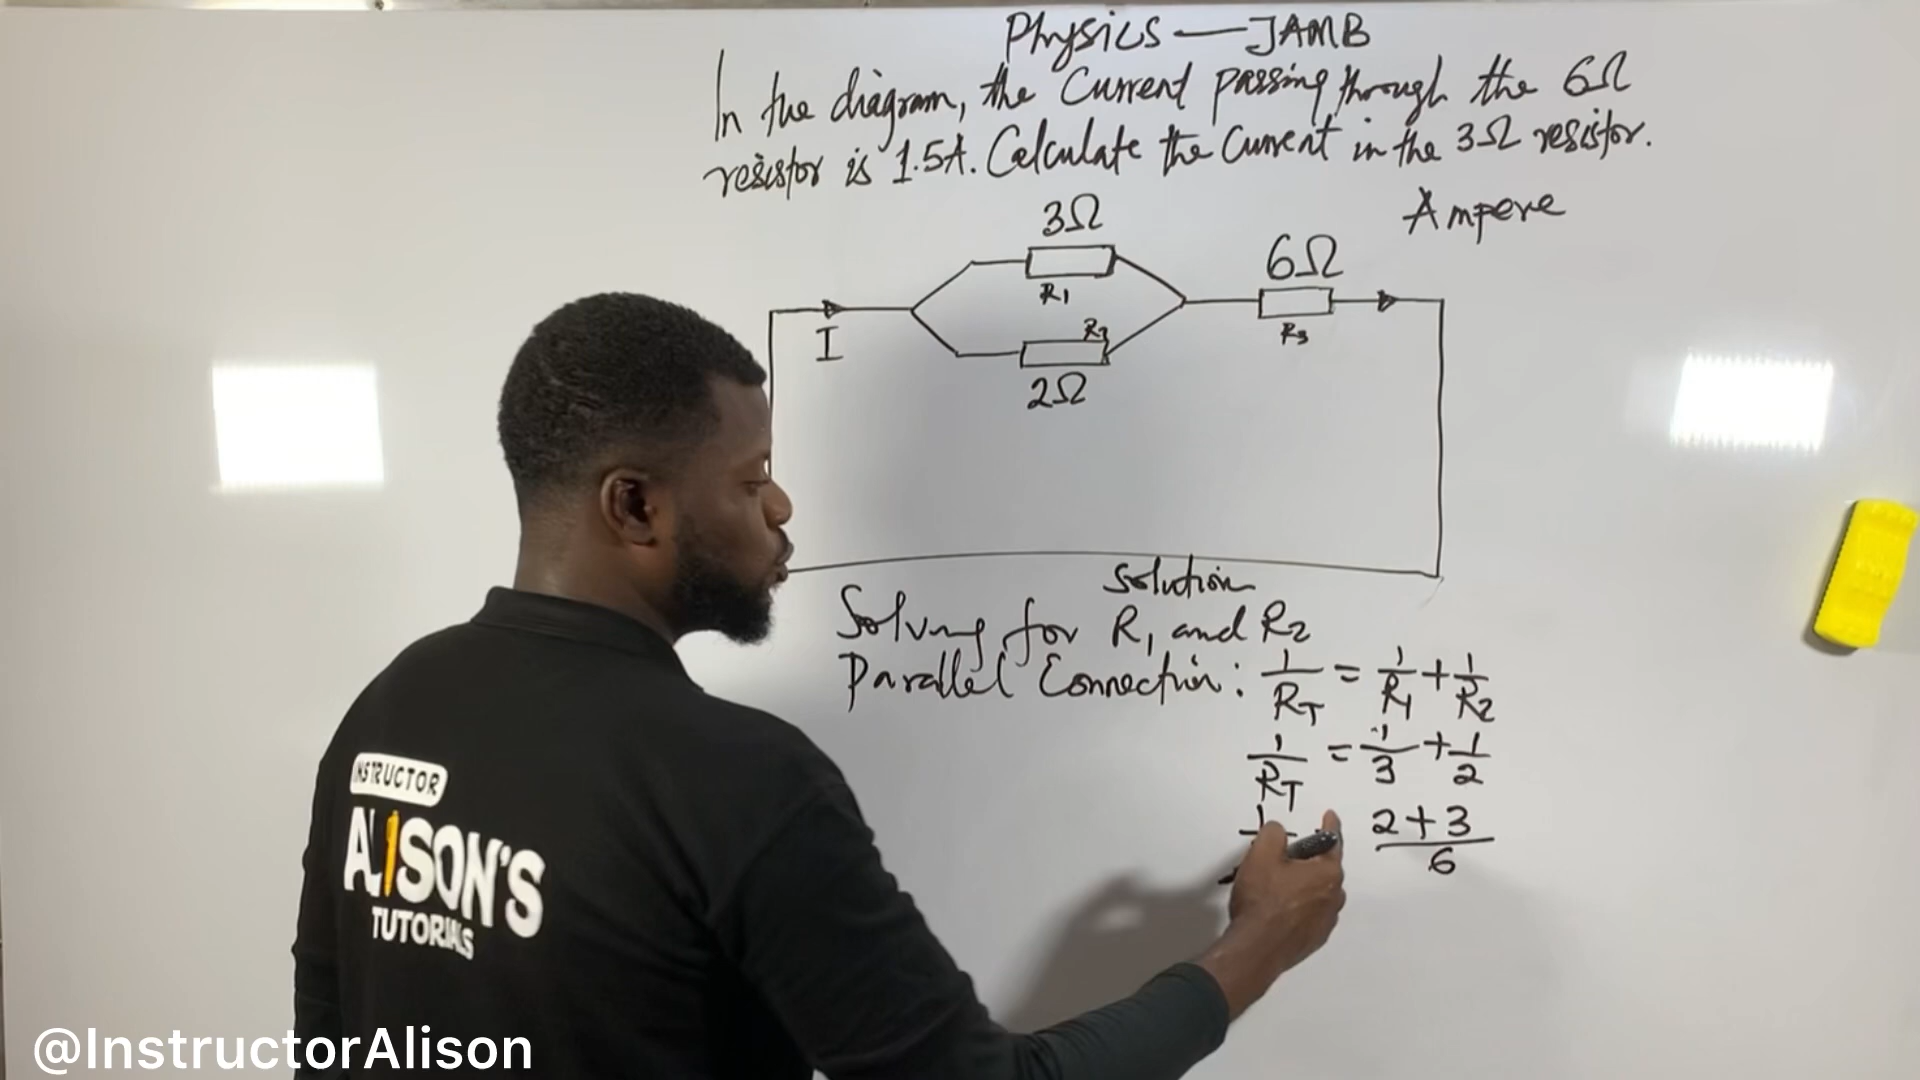 Physics — JAMB
In the diagram, the Current passing through the 6Ω
resistor is 1.5A. Calculate the Current in the 3Ω resistor.
Ampere
3Ω
R1
6Ω
R3
I
R2
2Ω
Solution
Solving for R1 and R2
Parallel Connection: 1/RT = 1/R1 + 1/R2
1/RT = 1/3 + 1/2
2+3/6
INSTRUCTOR
ALISON'S
TUTORIALS
@InstructorAlison